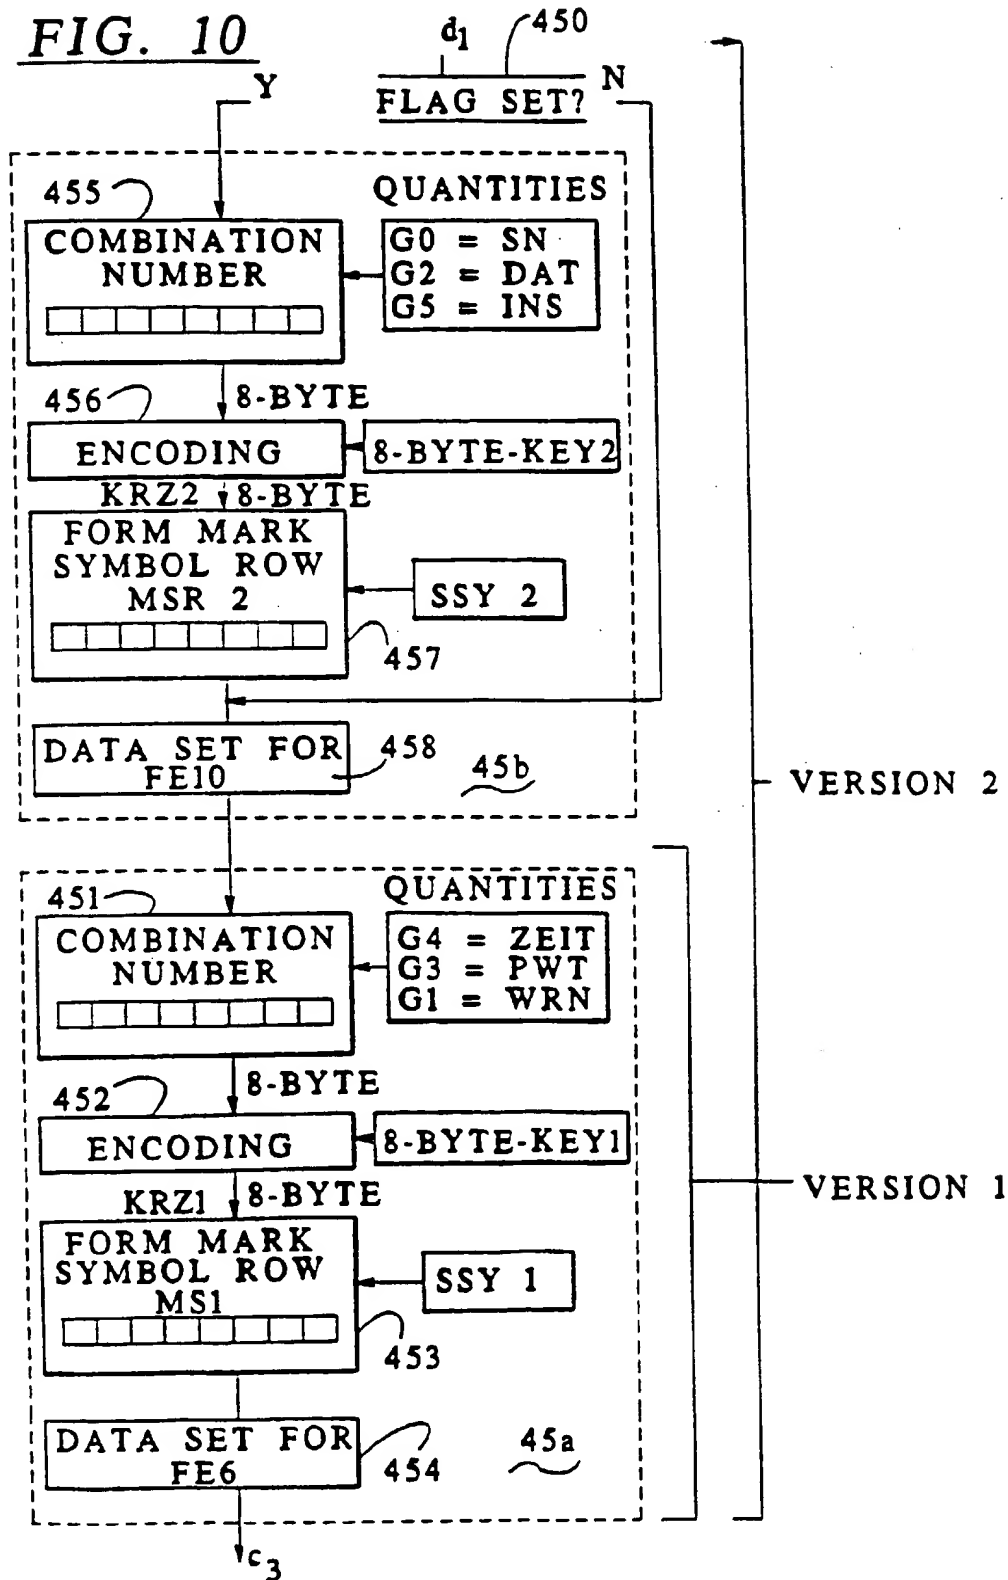 FIG. 10
d1
450
Y
FLAG SET?
N
455
QUANTITIES
COMBINATION
NUMBER
G0 = SN
G2 = DAT
G5 = INS
8-BYTE
456
ENCODING
8-BYTE-KEY2
KRZ2
8-BYTE
FORM MARK
SYMBOL ROW
MSR 2
SSY 2
457
DATA SET FOR
FE10
458
45b
VERSION 2
451
QUANTITIES
COMBINATION
NUMBER
G4 = ZEIT
G3 = PWT
G1 = WRN
8-BYTE
452
ENCODING
8-BYTE-KEY1
KRZ1
8-BYTE
VERSION 1
FORM MARK
SYMBOL ROW
MS1
SSY 1
453
DATA SET FOR
FE6
454
45a
c3